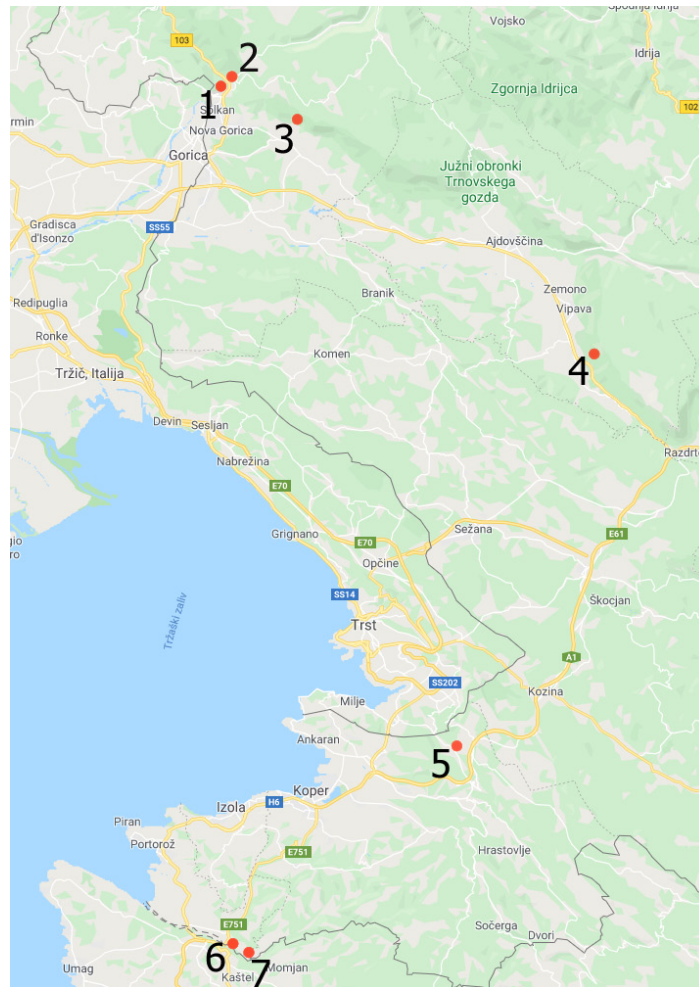 Vojsko
Spodnja Idrija
103
Idrija
2
1
Zgornja Idrijca
102
Solkan
3
Nova Gorica
Gorica
Južni obronki
Trnovskega
gozda
Gradisca
d'Isonzo
SS55
Ajdovščina
Branik
Zemono
Vipava
Redipuglia
Ronke
Komen
4
Tržič, Italija
Devin
Sesljan
Razdrto
Nabrežina
E70
Grignano
E70
Sežana
E61
Opčine
SS14
Škocjan
Tržaški zaliv
Trst
A1
SS202
Kozina
Milje
Ankaran
5
Koper
Izola
H6
Piran
Portorož
E751
Hrastovlje
E751
Sočerga
Dvori
6
7
Umag
Kaštel
Momjan